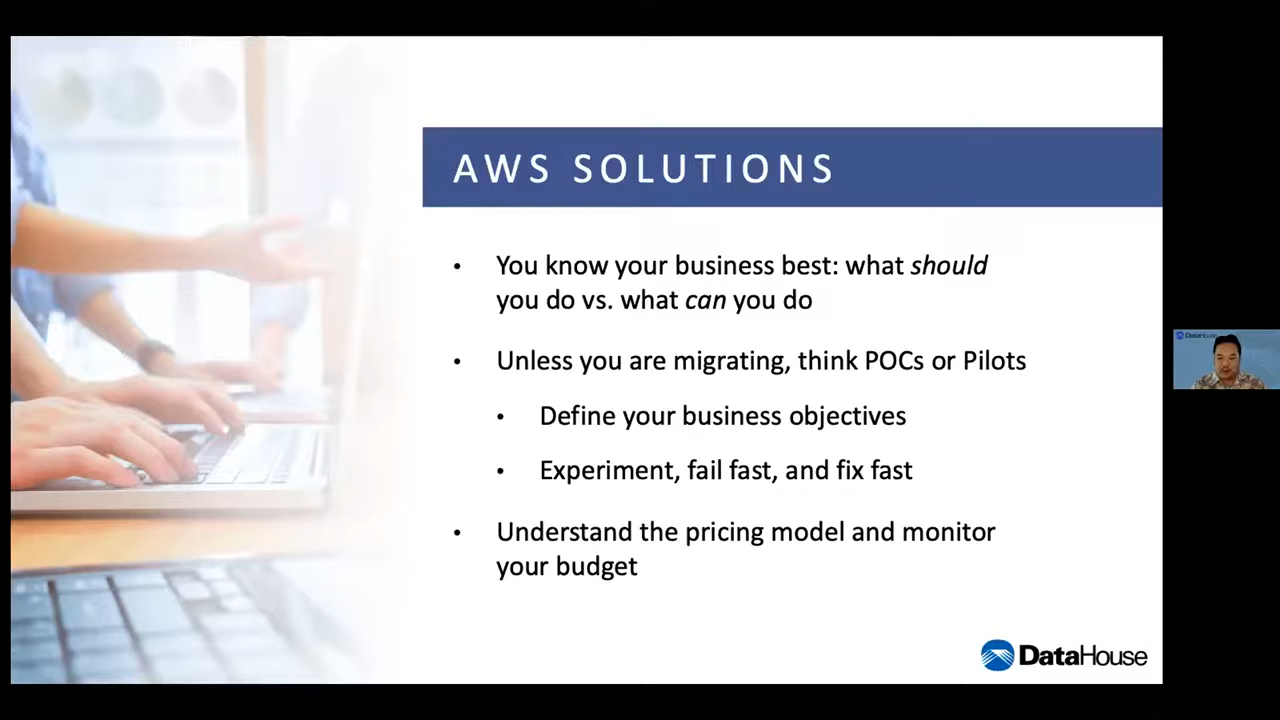 AWS SOLUTIONS
• You know your business best: what should
you do vs. what can you do
• Unless you are migrating, think POCs or Pilots
• Define your business objectives
• Experiment, fail fast, and fix fast
• Understand the pricing model and monitor
your budget
DataHouse
DataHouse